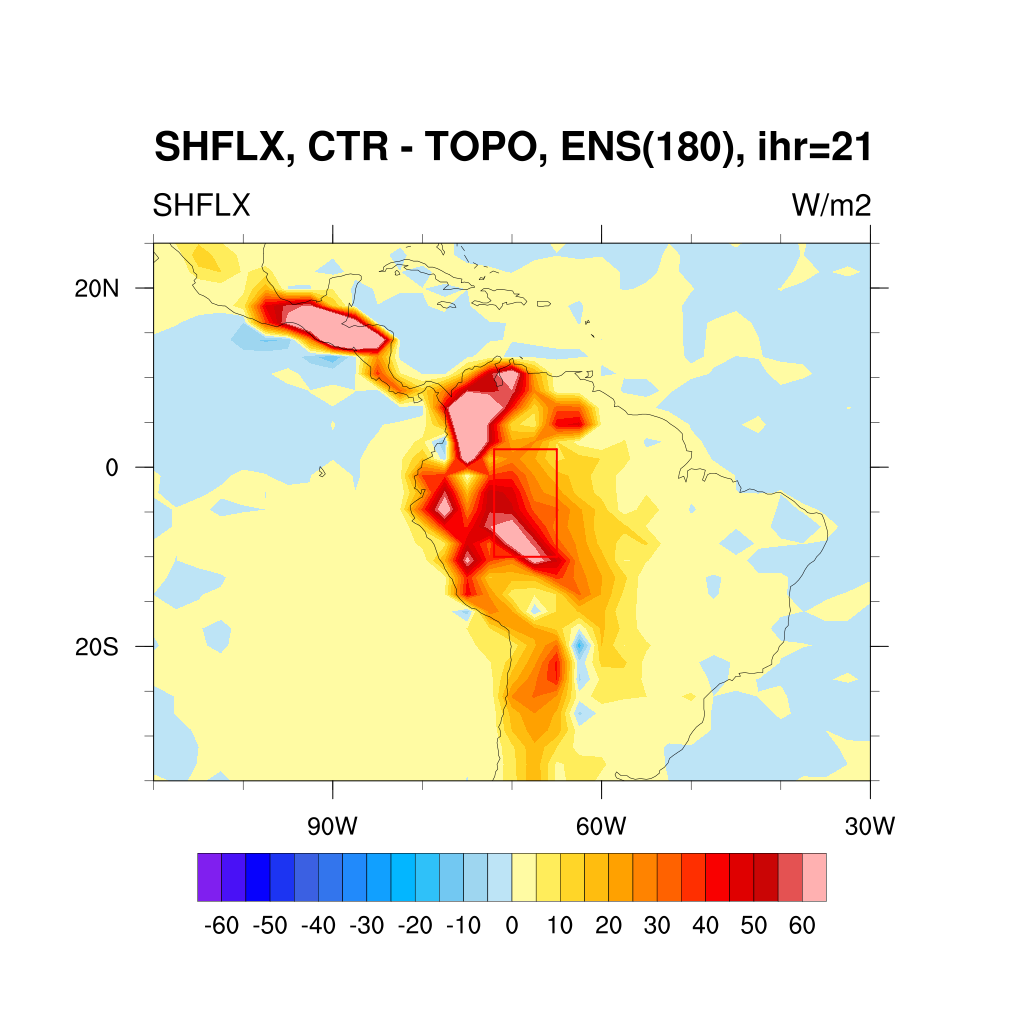 SHFLX, CTR - TOPO, ENS(180), ihr=21
SHFLX W/m2
20N
0
20S
90W 60W 30W
-60 -50 -40 -30 -20 -10 0 10 20 30 40 50 60